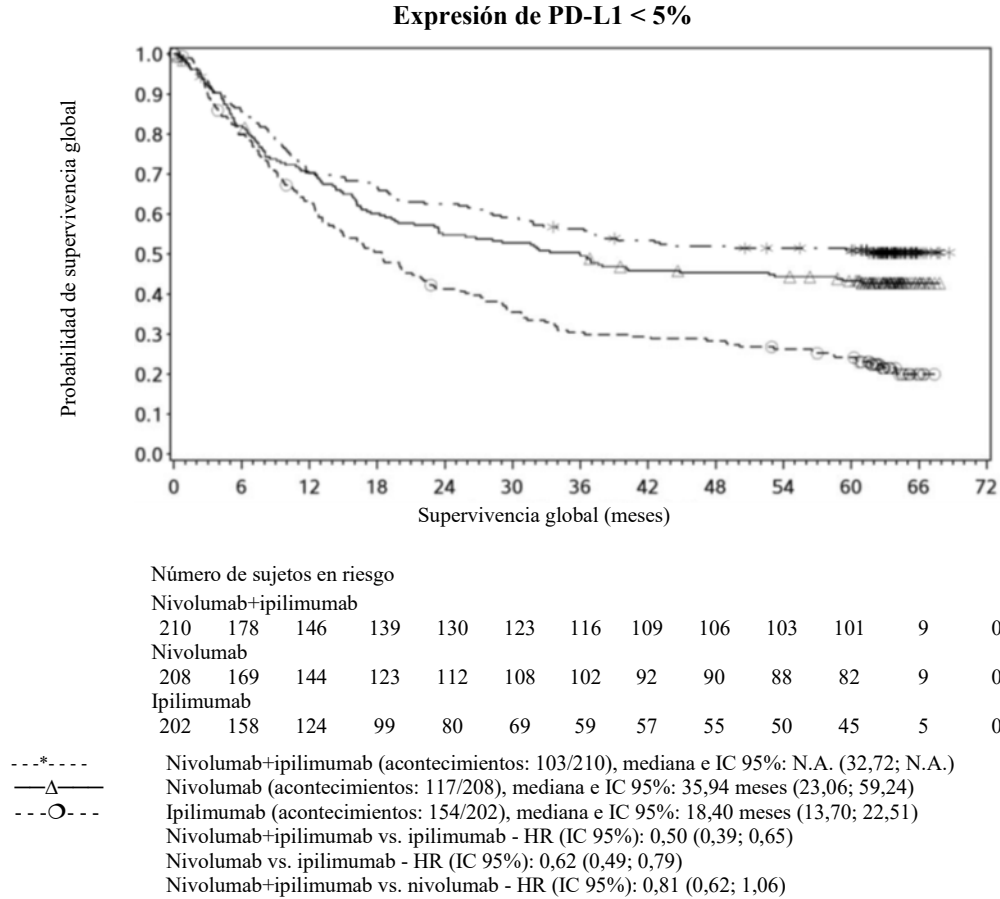 Expresión de PD-L1 < 5%
Probabilidad de supervivencia global
1.0
0.9
0.8
0.7
0.6
0.5
0.4
0.3
0.2
0.1
0.0
0 6 12 18 24 30 36 42 48 54 60 66 72
Supervivencia global (meses)
Número de sujetos en riesgo
Nivolumab+ipilimumab
210 178 146 139 130 123 116 109 106 103 101 9 0
Nivolumab
208 169 144 123 112 108 102 92 90 88 82 9 0
Ipilimumab
202 158 124 99 80 69 59 57 55 50 45 5 0
---*---- Nivolumab+ipilimumab (acontecimientos: 103/210), mediana e IC 95%: N.A. (32,72; N.A.)
──Δ─── Nivolumab (acontecimientos: 117/208), mediana e IC 95%: 35,94 meses (23,06; 59,24)
---❍--- Ipilimumab (acontecimientos: 154/202), mediana e IC 95%: 18,40 meses (13,70; 22,51)
Nivolumab+ipilimumab vs. ipilimumab - HR (IC 95%): 0,50 (0,39; 0,65)
Nivolumab vs. ipilimumab - HR (IC 95%): 0,62 (0,49; 0,79)
Nivolumab+ipilimumab vs. nivolumab - HR (IC 95%): 0,81 (0,62; 1,06)